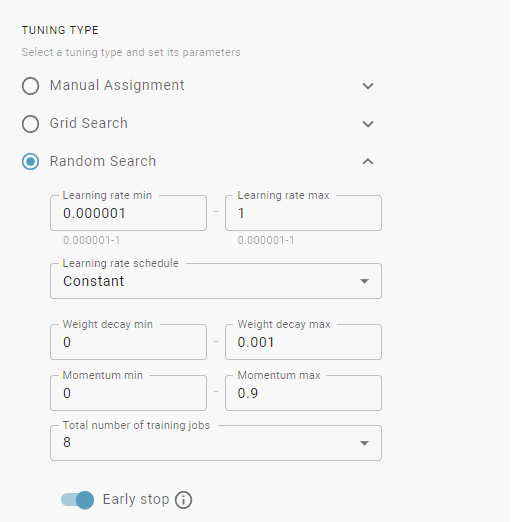 TUNING TYPE
Select a tuning type and set its parameters
Manual Assignment
Grid Search
Random Search
Learning rate min
Learning rate max
0.000001 - 1
0.000001-1
0.000001-1
Learning rate schedule
Constant
Weight decay min
Weight decay max
0 - 0.001
Momentum min
Momentum max
0 - 0.9
Total number of training jobs
8
Early stop